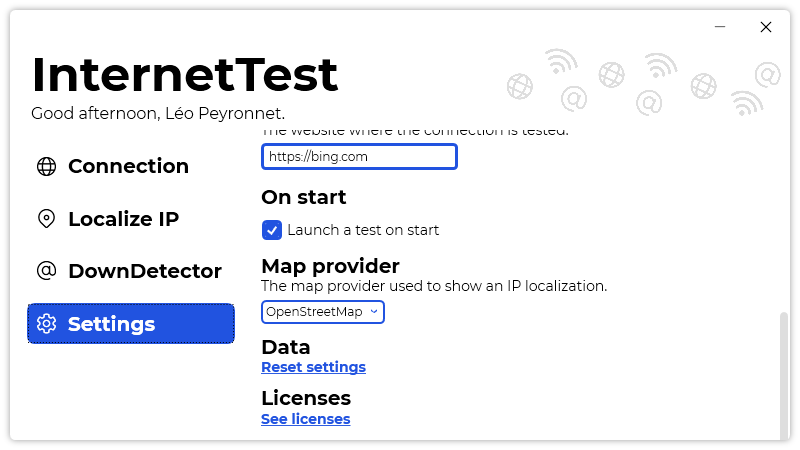 InternetTest
Good afternoon, Léo Peyronnet.
Connection
Localize IP
DownDetector
Settings
The website where the connection is tested.
https://bing.com
On start
Launch a test on start
Map provider
The map provider used to show an IP localization.
OpenStreetMap
Data
Reset settings
Licenses
See licenses